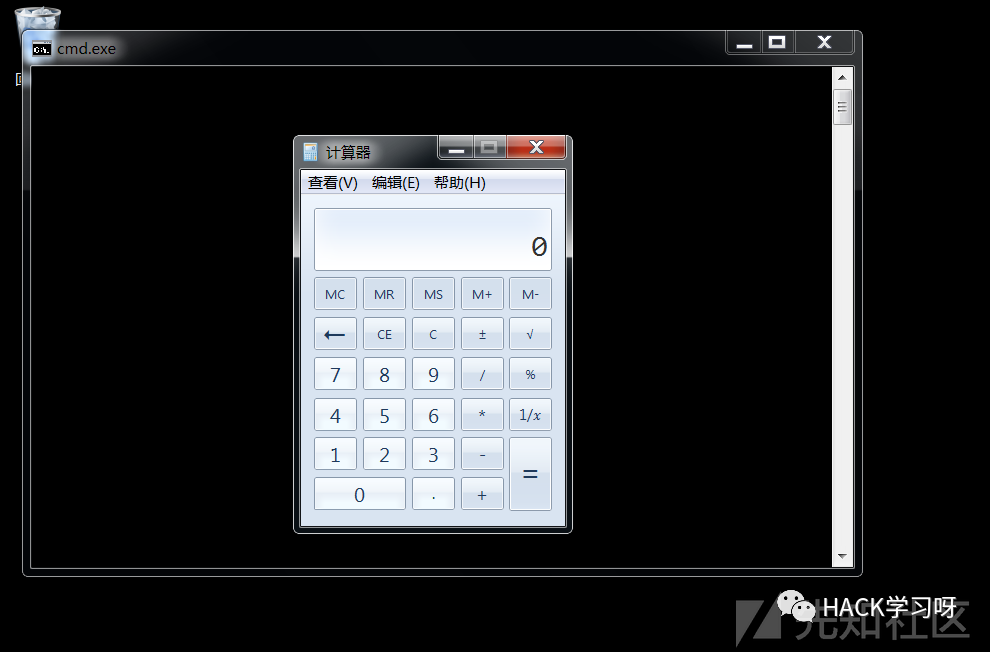 cmd.exe
计算器
查看(V) 编辑(E) 帮助(H)
0
MC MR MS M+ M-
← CE C ± √
7 8 9 / %
4 5 6 * 1/x
1 2 3 - =
0 . +
HACK学习呀
先知社区